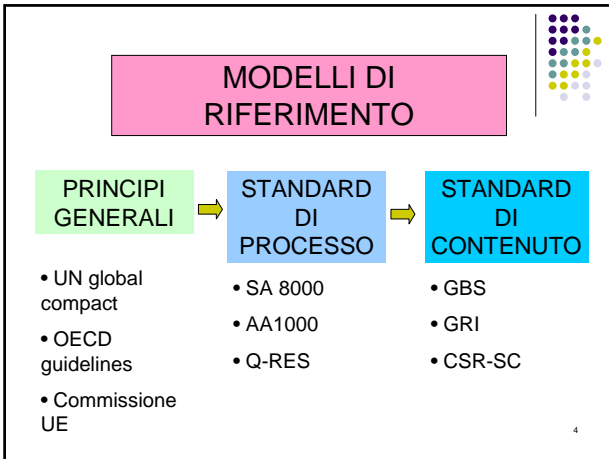 MODELLI DI
RIFERIMENTO
PRINCIPI
GENERALI
STANDARD
DI
PROCESSO
STANDARD
DI
CONTENUTO
• UN global
compact
• OECD
guidelines
• Commissione
UE
• SA 8000
• AA1000
• Q-RES
• GBS
• GRI
• CSR-SC
4